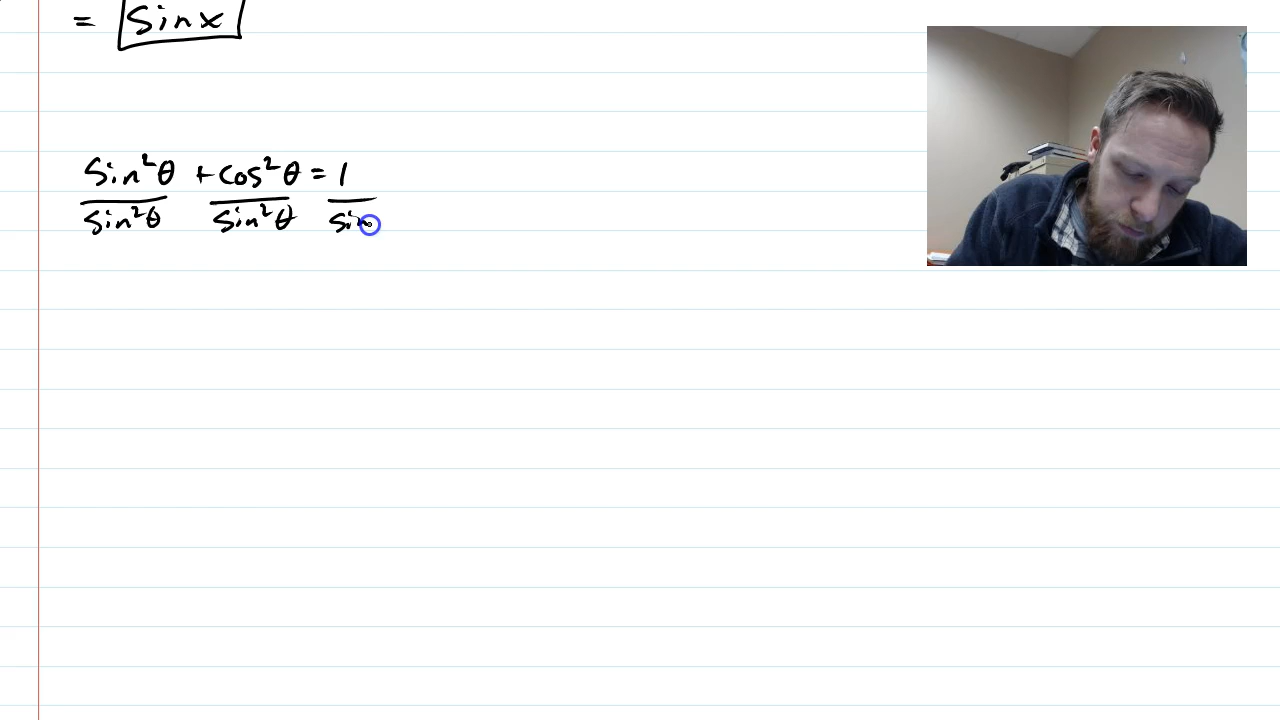 = Sin x
Sin²θ + cos²θ = 1
Sin²θ Sin²θ Sin